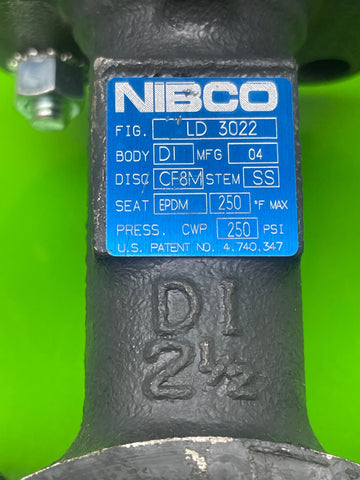 NIBCO
FIG. LD 3022
BODY DI MFG 04
DISC CF8M STEM SS
SEAT EPDM 250 °F MAX
PRESS. CWP 250 PSI
U.S. PATENT NO. 4,740,347
DI
2½